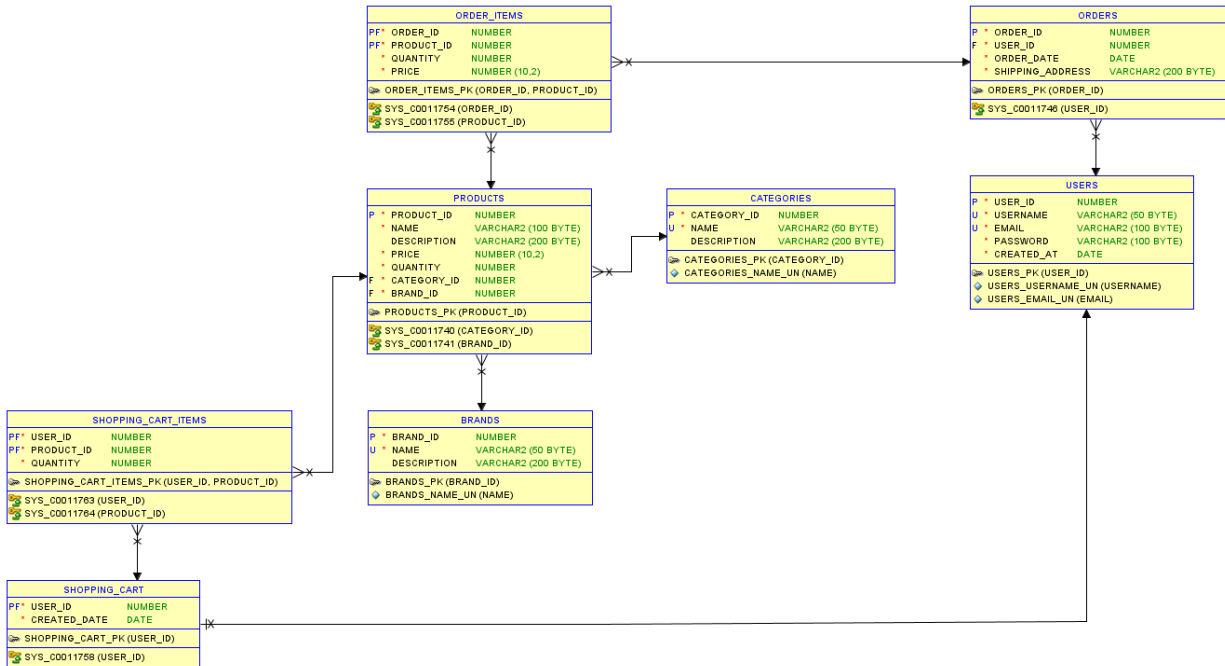 ORDER_ITEMS
PF* ORDER_ID NUMBER
PF* PRODUCT_ID NUMBER
* QUANTITY NUMBER
* PRICE NUMBER (10,2)
ORDER_ITEMS_PK (ORDER_ID, PRODUCT_ID)
SYS_C0011754 (ORDER_ID)
SYS_C0011755 (PRODUCT_ID)
ORDERS
P * ORDER_ID NUMBER
F * USER_ID NUMBER
* ORDER_DATE DATE
* SHIPPING_ADDRESS VARCHAR2 (200 BYTE)
ORDERS_PK (ORDER_ID)
SYS_C0011746 (USER_ID)
PRODUCTS
P * PRODUCT_ID NUMBER
* NAME VARCHAR2 (100 BYTE)
DESCRIPTION VARCHAR2 (200 BYTE)
* PRICE NUMBER (10,2)
* QUANTITY NUMBER
F * CATEGORY_ID NUMBER
F * BRAND_ID NUMBER
PRODUCTS_PK (PRODUCT_ID)
SYS_C0011740 (CATEGORY_ID)
SYS_C0011741 (BRAND_ID)
CATEGORIES
P * CATEGORY_ID NUMBER
U * NAME VARCHAR2 (50 BYTE)
DESCRIPTION VARCHAR2 (200 BYTE)
CATEGORIES_PK (CATEGORY_ID)
CATEGORIES_NAME_UN (NAME)
USERS
P * USER_ID NUMBER
U * USERNAME VARCHAR2 (50 BYTE)
U * EMAIL VARCHAR2 (100 BYTE)
* PASSWORD VARCHAR2 (100 BYTE)
* CREATED_AT DATE
USERS_PK (USER_ID)
USERS_USERNAME_UN (USERNAME)
USERS_EMAIL_UN (EMAIL)
SHOPPING_CART_ITEMS
PF* USER_ID NUMBER
PF* PRODUCT_ID NUMBER
* QUANTITY NUMBER
SHOPPING_CART_ITEMS_PK (USER_ID, PRODUCT_ID)
SYS_C0011763 (USER_ID)
SYS_C0011764 (PRODUCT_ID)
BRANDS
P * BRAND_ID NUMBER
U * NAME VARCHAR2 (50 BYTE)
DESCRIPTION VARCHAR2 (200 BYTE)
BRANDS_PK (BRAND_ID)
BRANDS_NAME_UN (NAME)
SHOPPING_CART
PF* USER_ID NUMBER
* CREATED_DATE DATE
SHOPPING_CART_PK (USER_ID)
SYS_C0011758 (USER_ID)